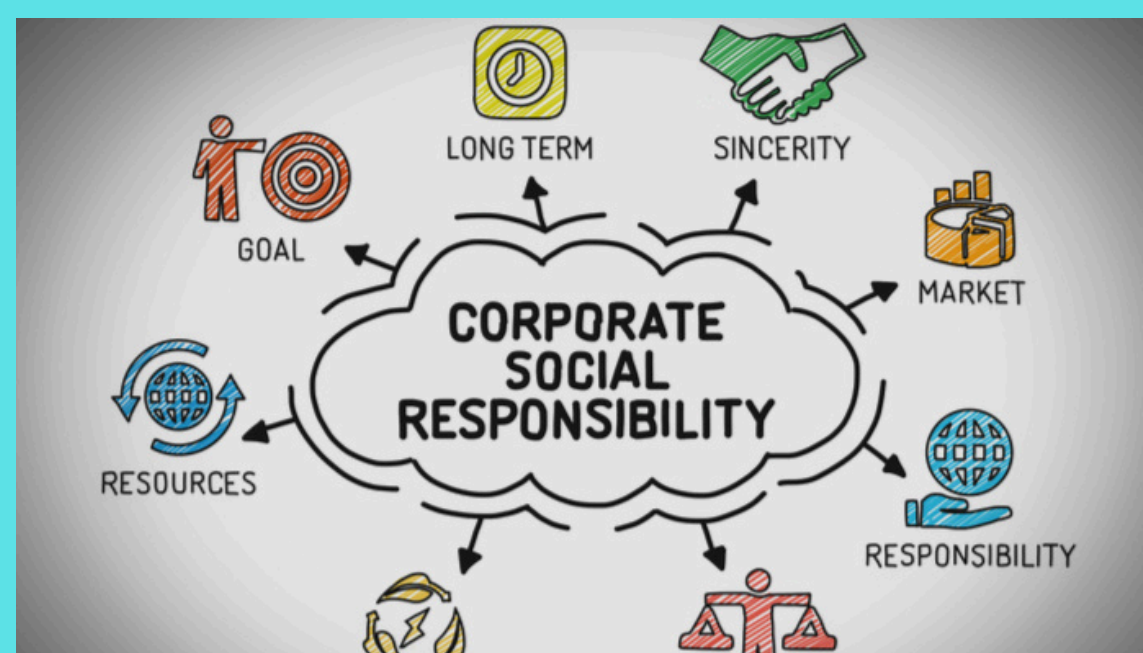 LONG TERM
SINCERITY
GOAL
MARKET
CORPORATE
SOCIAL
RESPONSIBILITY
RESOURCES
RESPONSIBILITY